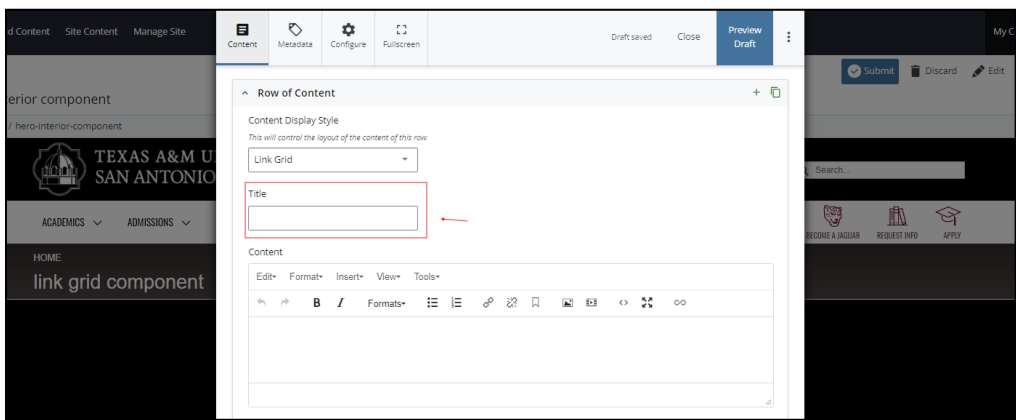 d Content Site Content Manage Site
Content Metadata Configure Fullscreen
Draft saved Close Preview Draft
My C
Submit Discard Edit
erior component
/ hero-interior-component
Row of Content
Content Display Style
This will control the layout of the content of this row.
Link Grid
TEXAS A&M U
SAN ANTONIO
Search...
Title
ACADEMICS ADMISSIONS
BECOME A JAGUAR REQUEST INFO APPLY
HOME
link grid component
Content
Edit Format Insert View Tools
B I Formats